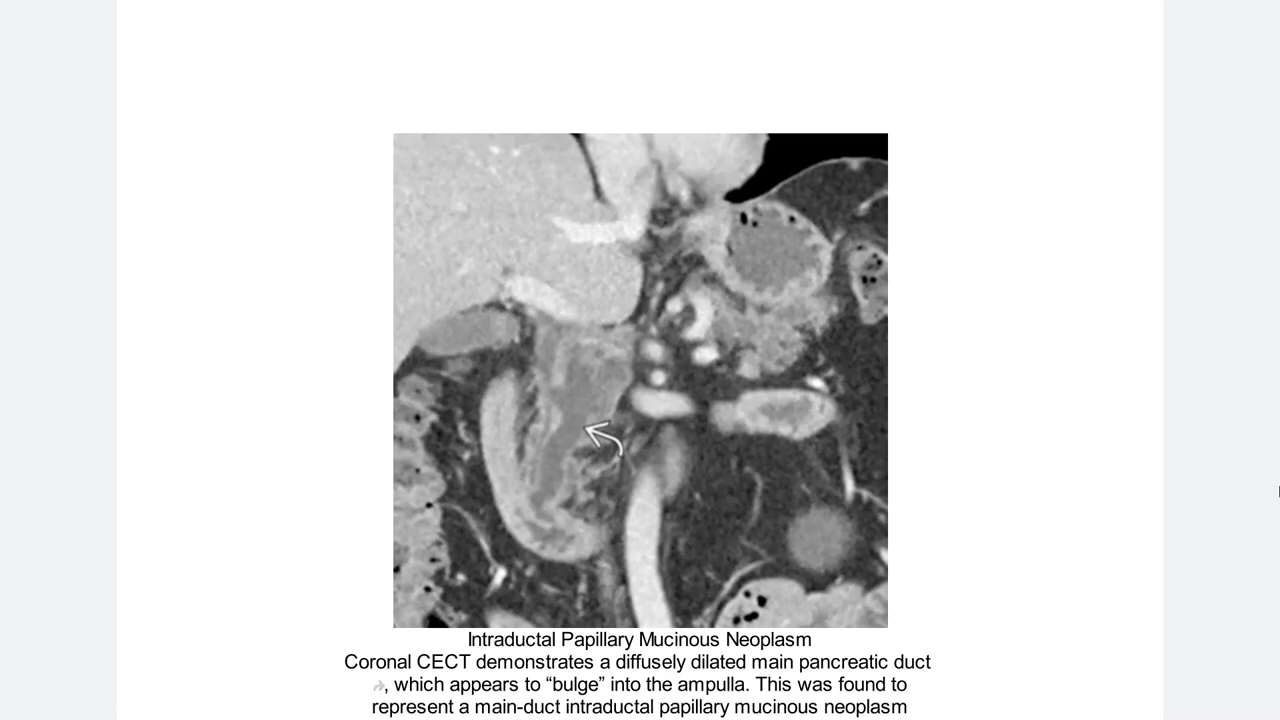 Intraductal Papillary Mucinous Neoplasm
Coronal CECT demonstrates a diffusely dilated main pancreatic duct
, which appears to “bulge” into the ampulla. This was found to
represent a main-duct intraductal papillary mucinous neoplasm